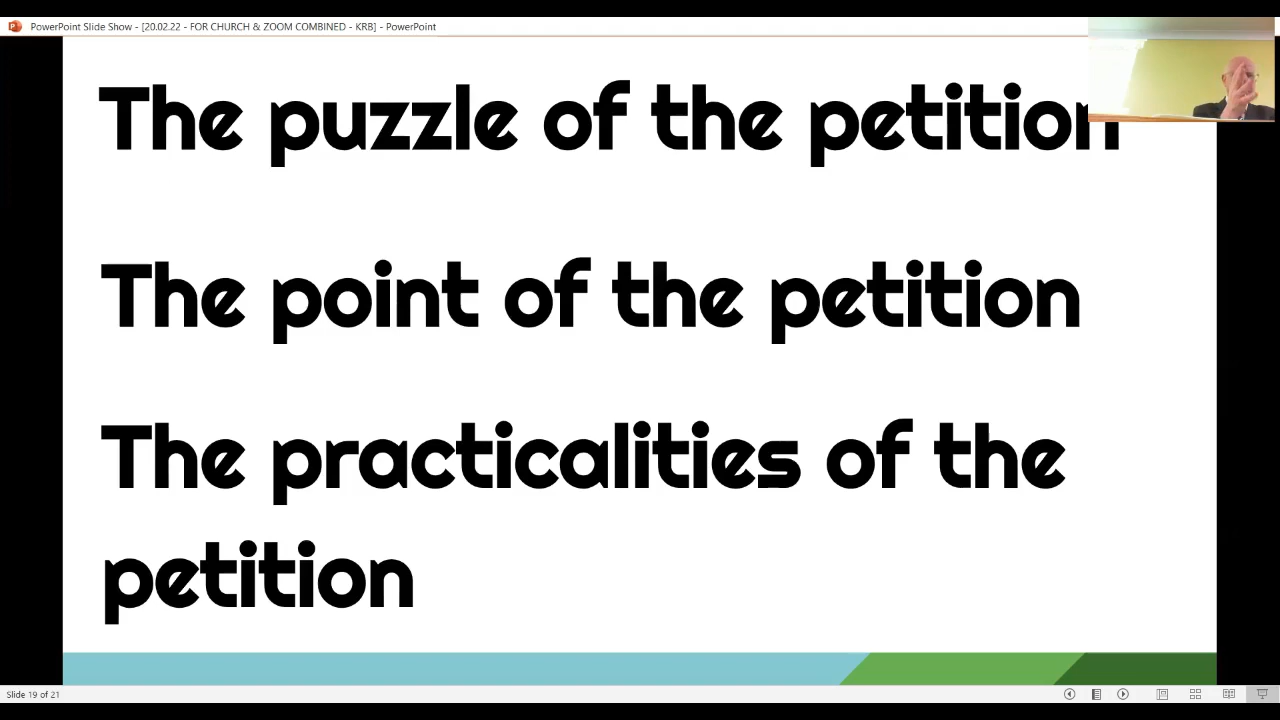 PowerPoint Slide Show - [20.02.22 - FOR CHURCH & ZOOM COMBINED - KRB] - PowerPoint
The puzzle of the petition
The point of the petition
The practicalities of the
petition
Slide 19 of 21